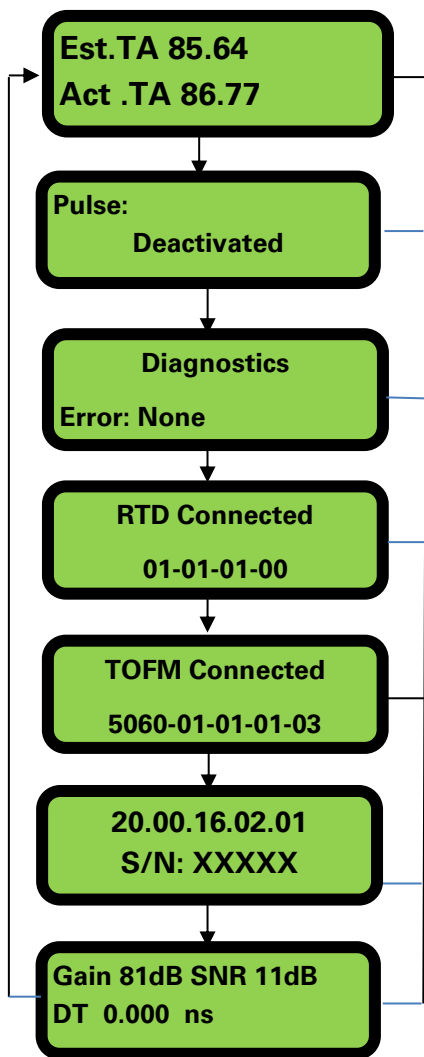 Est.TA 85.64
Act .TA 86.77
Pulse:
Deactivated
Diagnostics
Error: None
RTD Connected
01-01-01-00
TOFM Connected
5060-01-01-01-03
20.00.16.02.01
S/N: XXXXX
Gain 81dB SNR 11dB
DT 0.000 ns